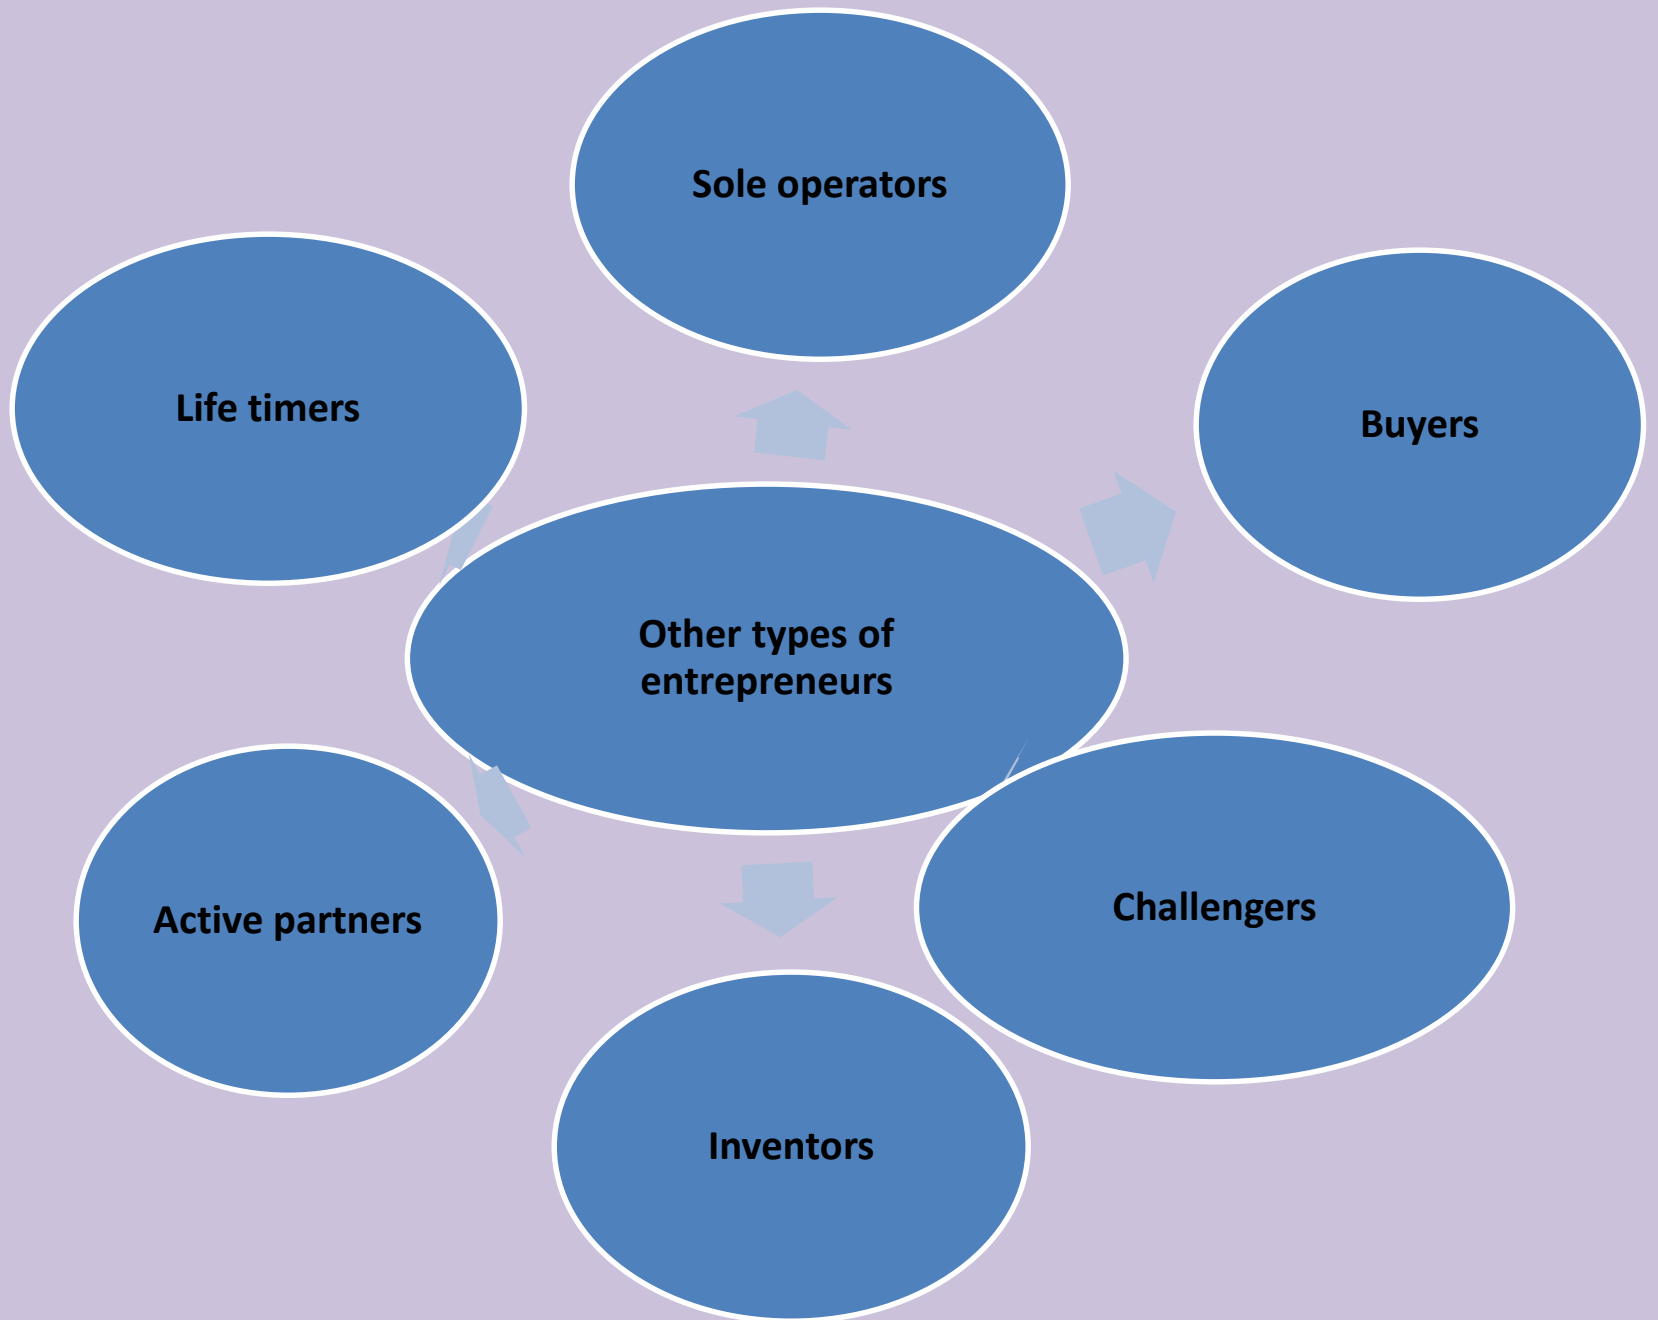 Sole operators
Life timers
Buyers
Other types of
entrepreneurs
Active partners
Challengers
Inventors